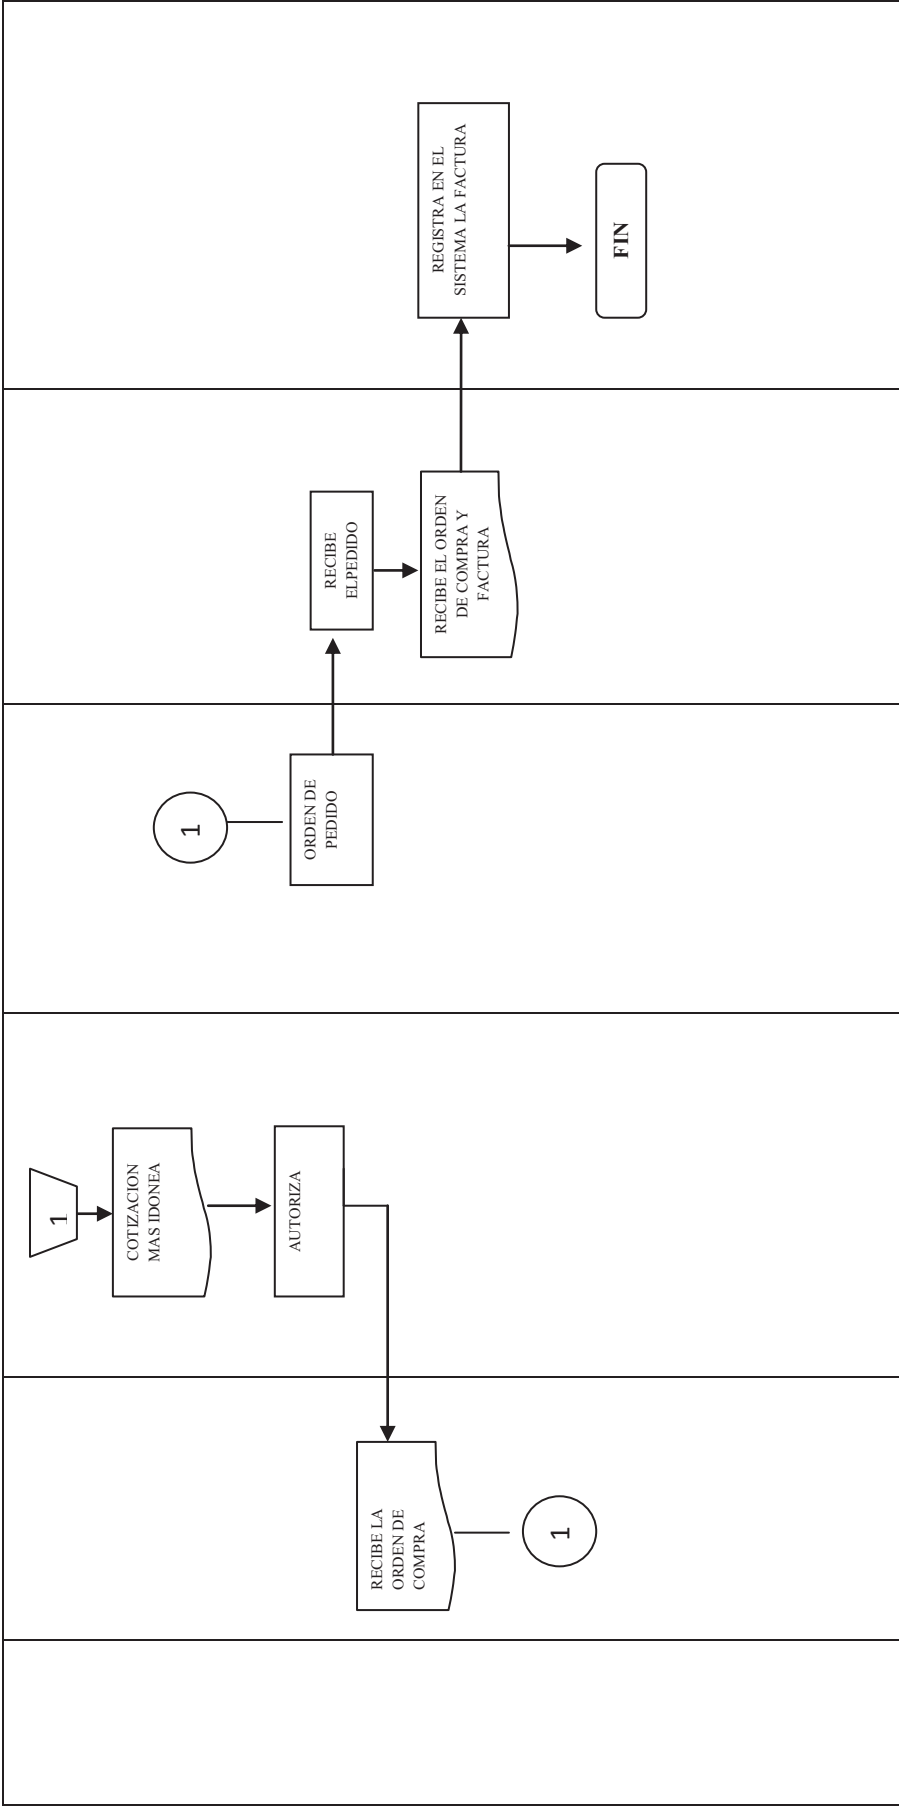 1
COTIZACION
MAS IDONEA
AUTORIZA
RECIBE LA
ORDEN DE
COMPRA
1
1
ORDEN DE
PEDIDO
RECIBE
ELPEDIDO
RECIBE EL ORDEN
DE COMPRA Y
FACTURA
REGISTRA EN EL
SISTEMA LA FACTURA
FIN